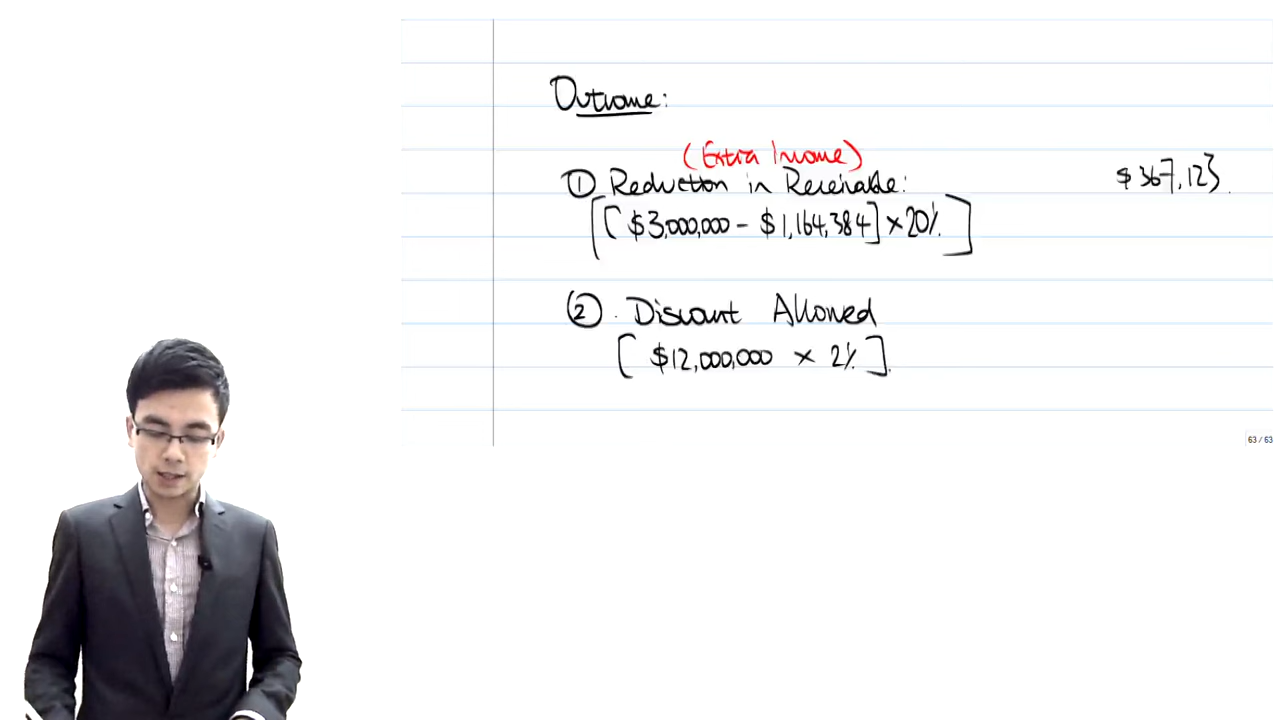 Outcome:
(Extra Income)
① Reduction in Receivable: $367,123.
[[$3,000,000 - $1,164,384] × 20%]
②. Discount Allowed
[$12,000,000 × 2%].
63 / 63